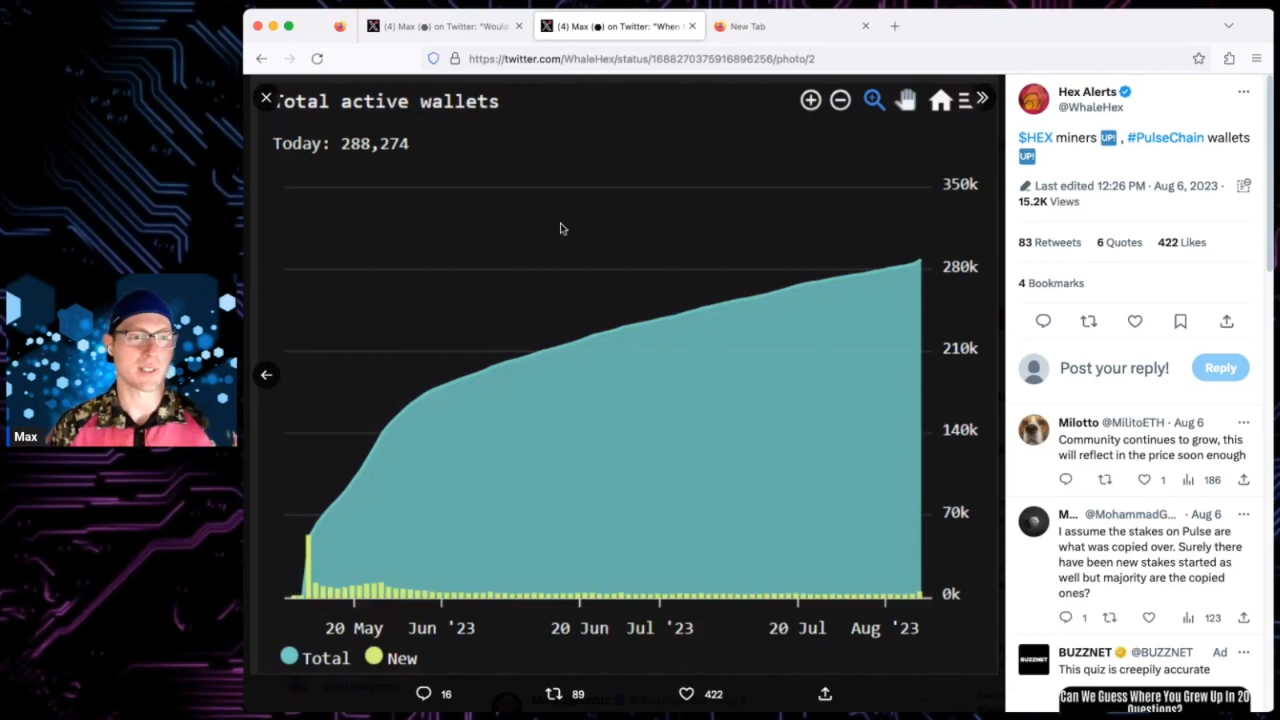 (4) Max (●) on Twitter: "Would
(4) Max (●) on Twitter: "When
New Tab
https://twitter.com/WhaleHex/status/1688270375916896256/photo/2
Total active wallets
Today: 288,274
350k
280k
210k
140k
70k
0k
20 May
Jun '23
20 Jun
Jul '23
20 Jul
Aug '23
Total
New
16
89
422
Max
Hex Alerts
@WhaleHex
$HEX miners UP! , #PulseChain wallets
UP!
Last edited 12:26 PM · Aug 6, 2023 ·
15.2K Views
83 Retweets 6 Quotes 422 Likes
4 Bookmarks
Post your reply!
Reply
Milotto @MilitoETH · Aug 6
Community continues to grow, this
will reflect in the price soon enough
1
186
M... @MohammadG... · Aug 6
I assume the stakes on Pulse are
what was copied over. Surely there
have been new stakes started as
well but majority are the copied
ones?
1
123
BUZZNET @BUZZNET Ad
BUZZNET
This quiz is creepily accurate
Can We Guess Where You Grew Up In 20
Questions?